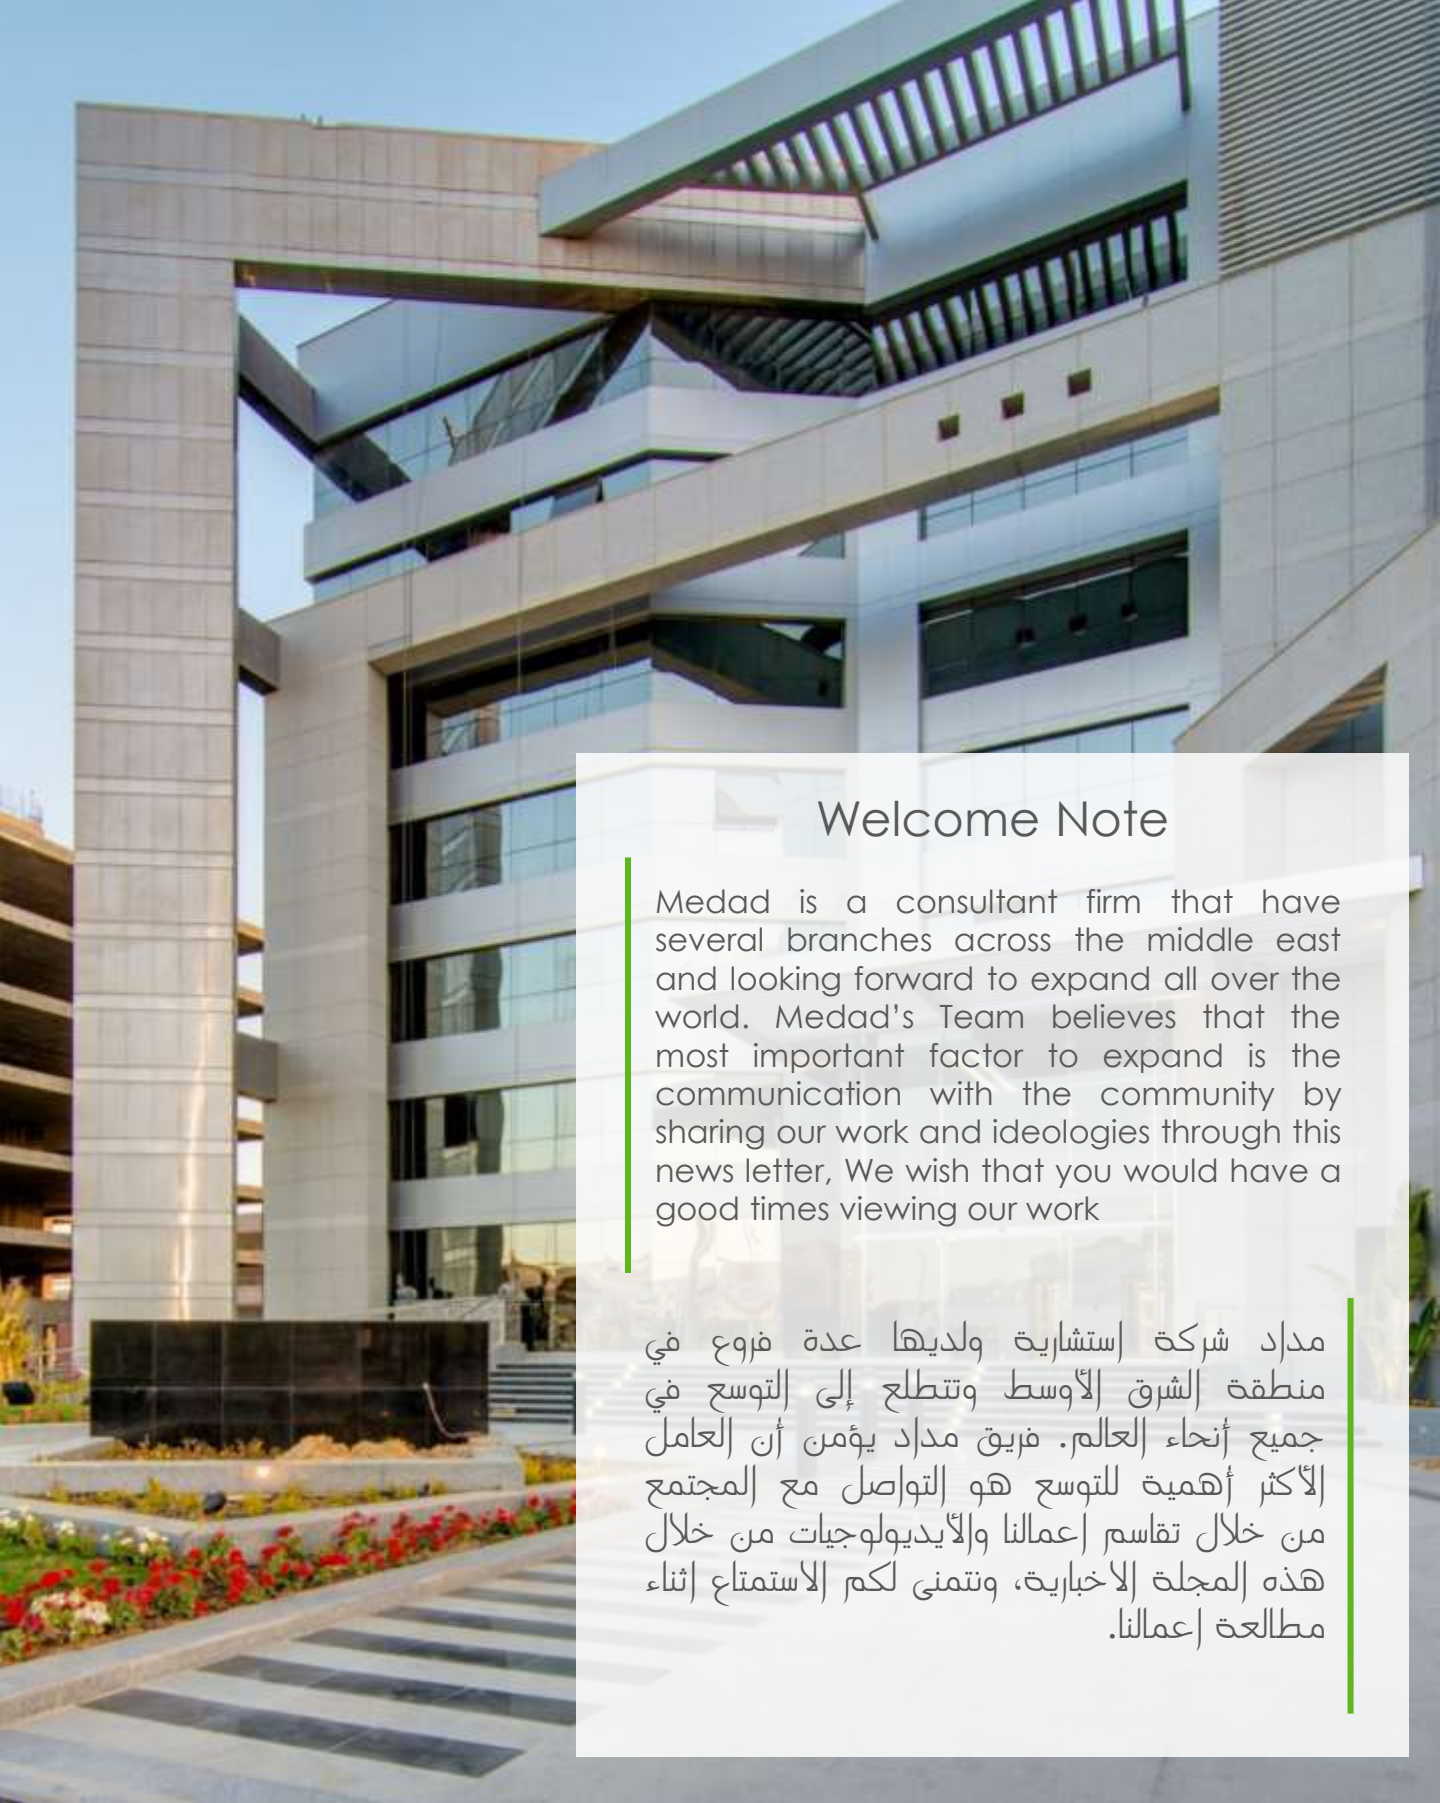 Welcome Note
Medad is a consultant firm that have
several branches across the middle east
and looking forward to expand all over the
world. Medad's Team believes that the
most important factor to expand is the
communication with the community by
sharing our work and ideologies through this
news letter, We wish that you would have a
good times viewing our work
مداد شركة إستشارية ولديها عدة فروع في
منطقة الشرق الأوسط وتتطلع إلى التوسع في
جميع أنحاء العالم. فريق مداد يؤمن أن العامل
الأكثر أهمية للتوسع هو التواصل مع المجتمع
من خلال تقاسم إعمالنا والأيديولوجيات من خلال
هذه المجلة الاخبارية، ونتمنى لكم الاستمتاع إثناء
مطالعة إعمالنا.